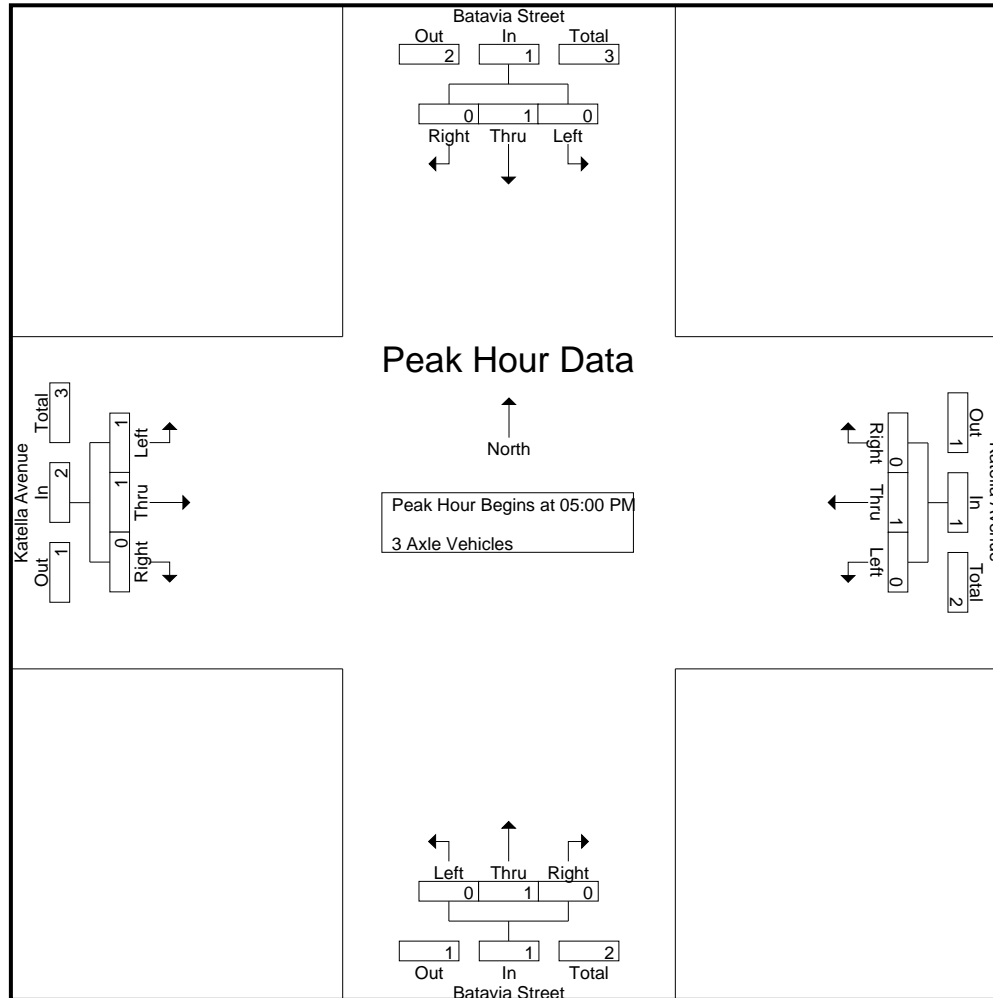 Batavia Street
Out In Total
2 1 3
0 1 0
Right Thru Left
Peak Hour Data
North
Peak Hour Begins at 05:00 PM
3 Axle Vehicles
Katella Avenue
Total In Out
3 2 1
1 1 0
Left Thru Right
Out In Total
1 1 2
0 1 0
Right Thru Left
Left Thru Right
0 1 0
1 1 2
Out In Total
Batavia Street